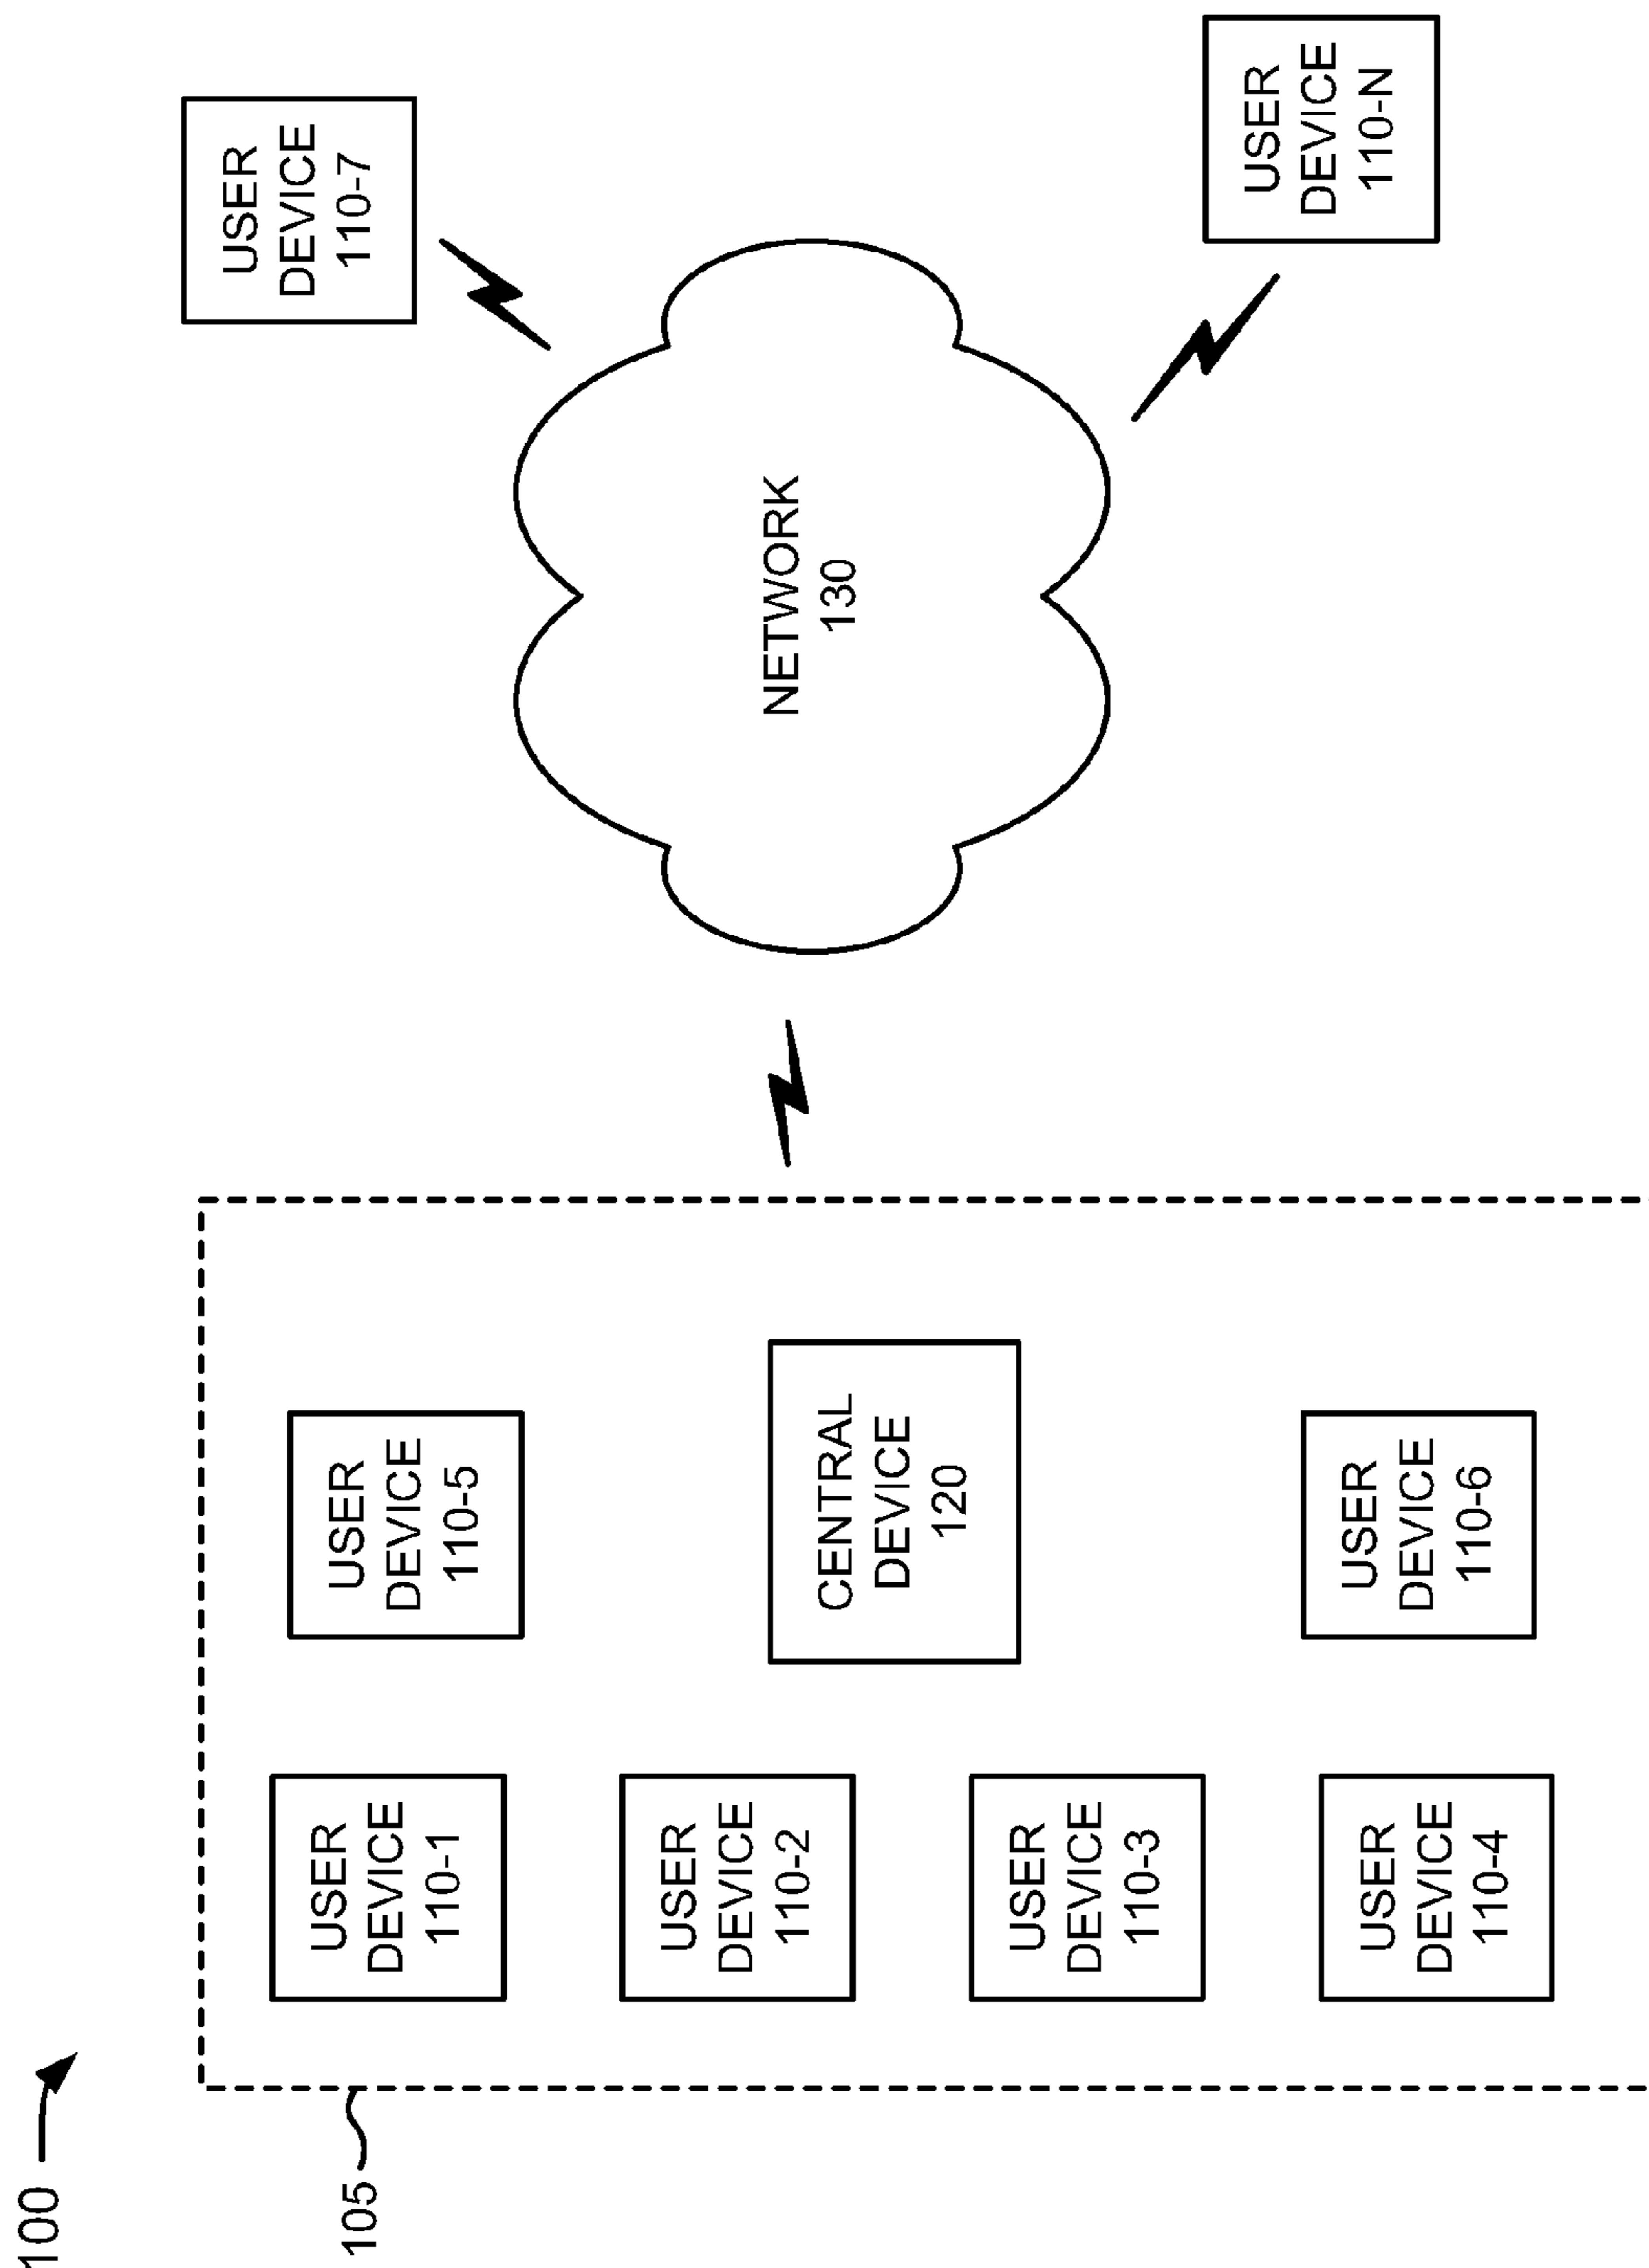 100
105
USER
DEVICE
110-1
USER
DEVICE
110-5
USER
DEVICE
110-7
USER
DEVICE
110-2
CENTRAL
DEVICE
120
NETWORK
130
USER
DEVICE
110-3
USER
DEVICE
110-4
USER
DEVICE
110-6
USER
DEVICE
110-N